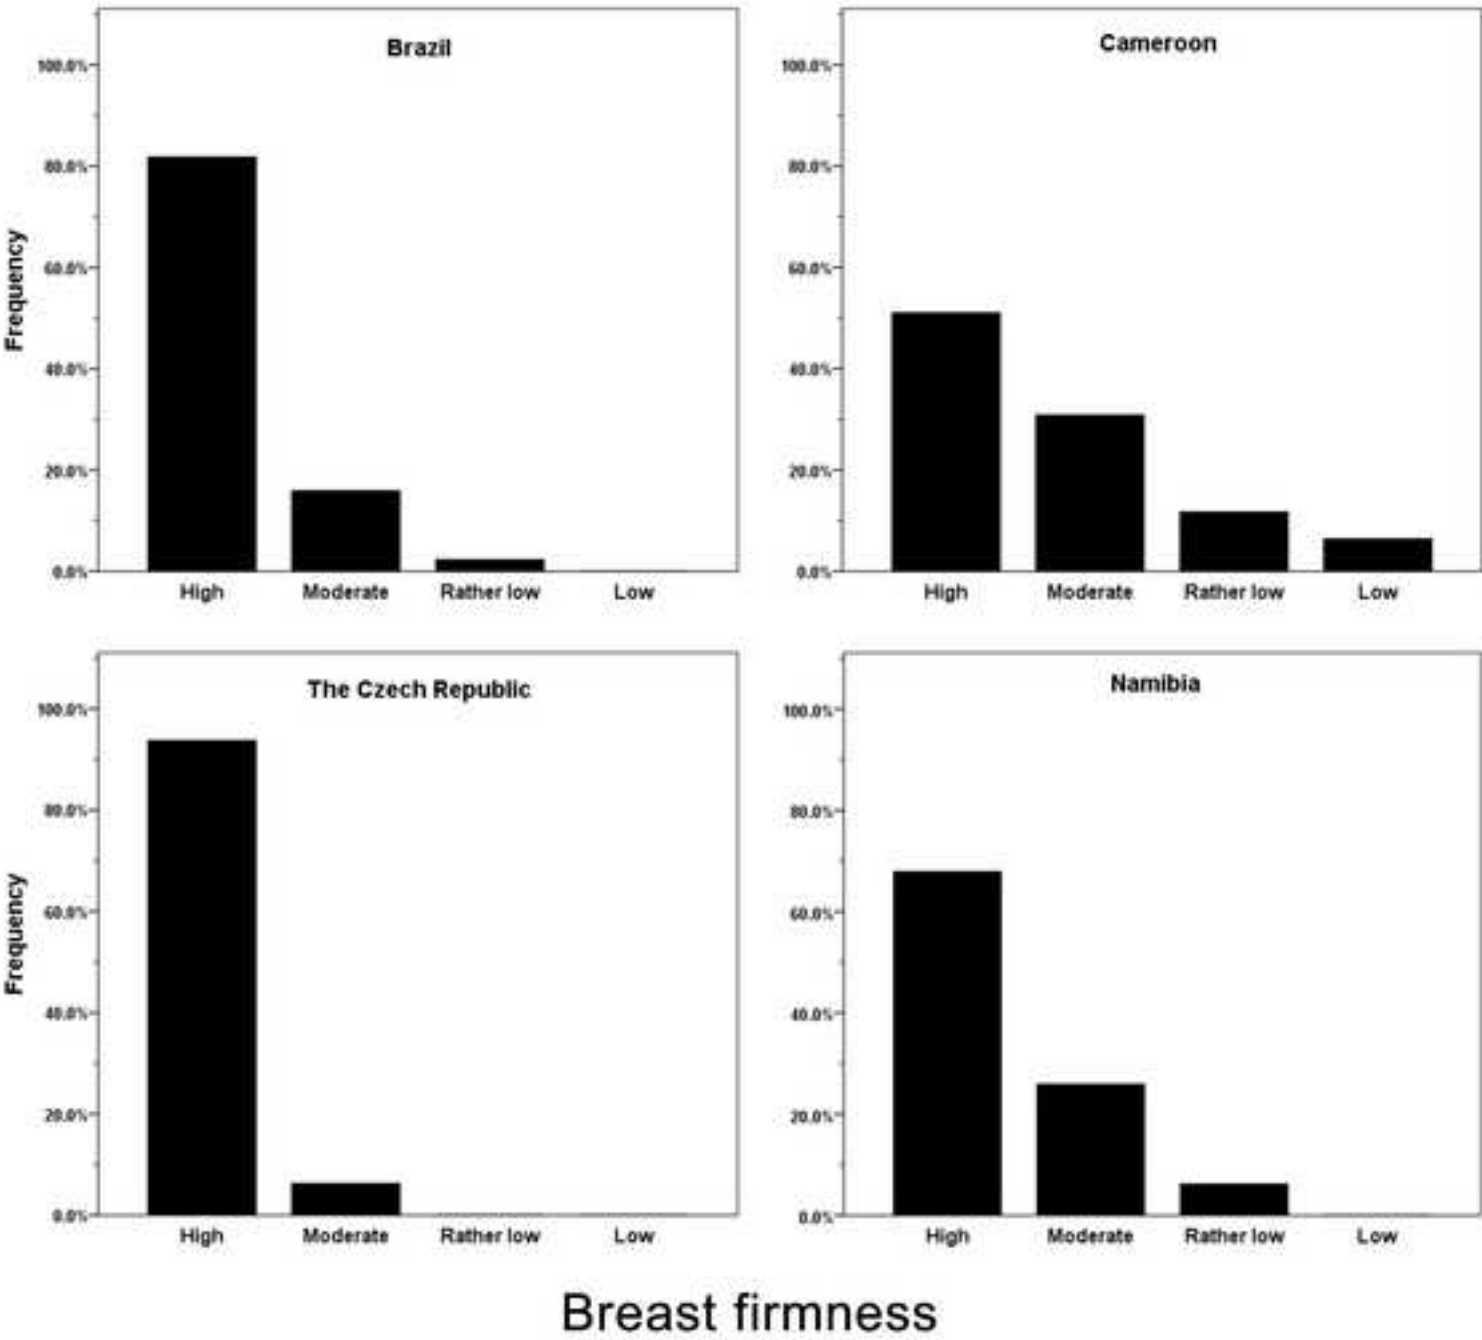 Brazil
100.0%
80.0%
60.0%
40.0%
20.0%
0.0%
Frequency
High Moderate Rather low Low
Cameroon
100.0%
80.0%
60.0%
40.0%
20.0%
0.0%
High Moderate Rather low Low
The Czech Republic
100.0%
80.0%
60.0%
40.0%
20.0%
0.0%
Frequency
High Moderate Rather low Low
Namibia
100.0%
80.0%
60.0%
40.0%
20.0%
0.0%
High Moderate Rather low Low
Breast firmness